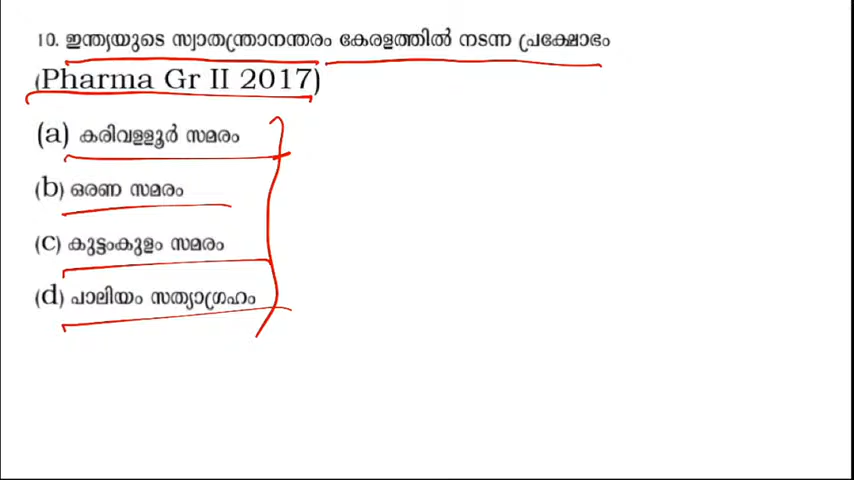 10. ഇന്ത്യയുടെ സ്വാതന്ത്ര്യാനന്തരം കേരളത്തിൽ നടന്ന പ്രക്ഷോഭം
(Pharma Gr II 2017)
(a) കരിവള്ളൂർ സമരം
(b) ഒരണ സമരം
(c) കുട്ടംകുളം സമരം
(d) പാലിയം സത്യാഗ്രഹം